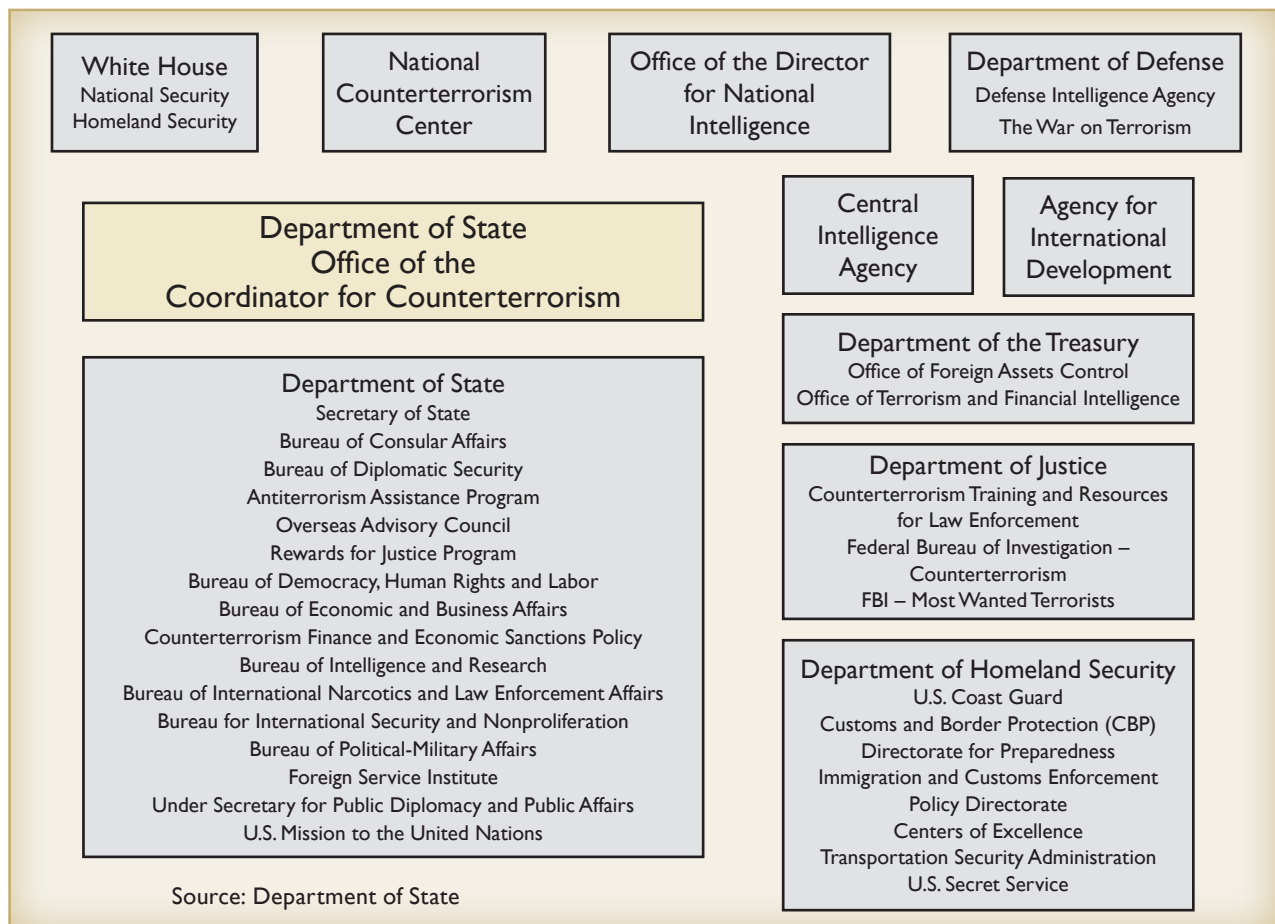 White House
National Security
Homeland Security
National
Counterterrorism
Center
Office of the Director
for National
Intelligence
Department of Defense
Defense Intelligence Agency
The War on Terrorism
Department of State
Office of the
Coordinator for Counterterrorism
Central
Intelligence
Agency
Agency for
International
Development
Department of State
Secretary of State
Bureau of Consular Affairs
Bureau of Diplomatic Security
Antiterrorism Assistance Program
Overseas Advisory Council
Rewards for Justice Program
Bureau of Democracy, Human Rights and Labor
Bureau of Economic and Business Affairs
Counterterrorism Finance and Economic Sanctions Policy
Bureau of Intelligence and Research
Bureau of International Narcotics and Law Enforcement Affairs
Bureau for International Security and Nonproliferation
Bureau of Political-Military Affairs
Foreign Service Institute
Under Secretary for Public Diplomacy and Public Affairs
U.S. Mission to the United Nations
Department of the Treasury
Office of Foreign Assets Control
Office of Terrorism and Financial Intelligence
Department of Justice
Counterterrorism Training and Resources
for Law Enforcement
Federal Bureau of Investigation –
Counterterrorism
FBI – Most Wanted Terrorists
Department of Homeland Security
U.S. Coast Guard
Customs and Border Protection (CBP)
Directorate for Preparedness
Immigration and Customs Enforcement
Policy Directorate
Centers of Excellence
Transportation Security Administration
U.S. Secret Service
Source: Department of State